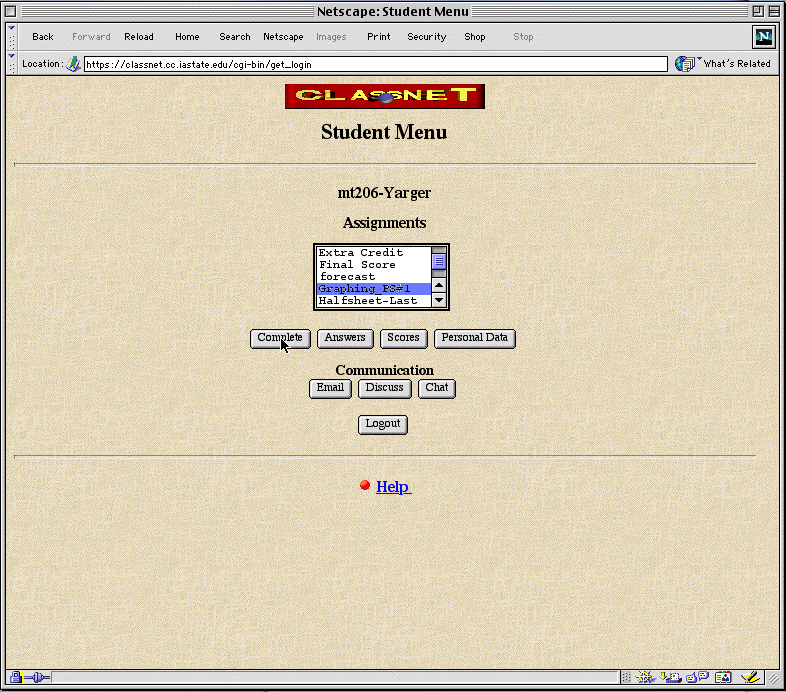 Netscape: Student Menu
Back Forward Reload Home Search Netscape Images Print Security Shop Stop
N
Location: https://classnet.cc.iastate.edu/cgi-bin/get_login What's Related
CLASSNET
Student Menu
mt206-Yarger
Assignments
Extra Credit
Final Score
forecast
Graphing PS#1
Halfsheet-Last
Complete Answers Scores Personal Data
Communication
Email Discuss Chat
Logout
Help